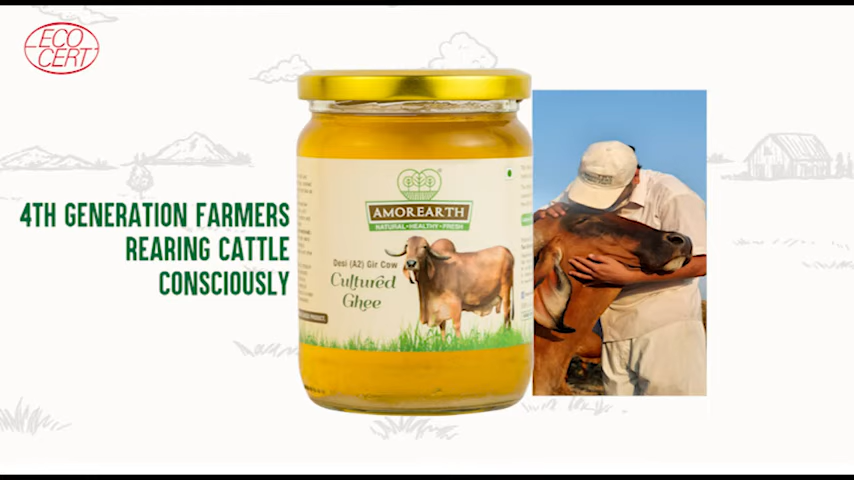 ECO
CERT
4TH GENERATION FARMERS
REARING CATTLE
CONSCIOUSLY
AMOREARTH
NATURAL·HEALTHY·FRESH
Desi (A2) Gir Cow
Cultured
Ghee